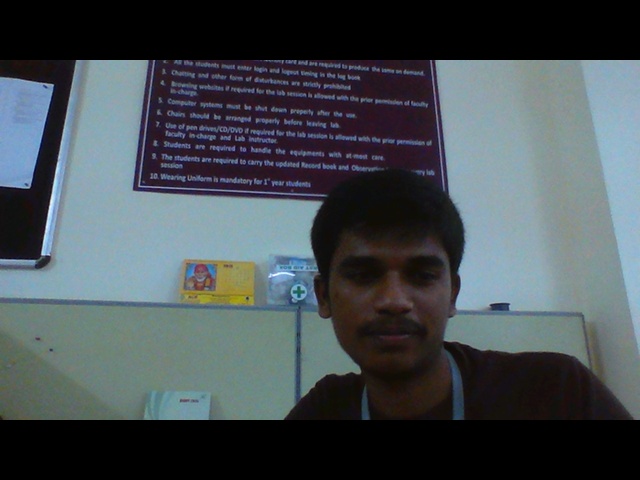 2. All the students must enter login and logout timing in the log book
3. Chatting and other form of disturbances are strictly prohibited
4. Browsing websites if required for the lab session is allowed with the prior permission of faculty
in-charge.
5. Computer systems must be shut down properly after the use.
6. Chairs should be arranged properly before leaving lab.
7. Use of pen drives/CD/DVD if required for the lab session is allowed with the prior permission of
faculty in-charge and Lab Instructor.
8. Students are required to handle the equipments with at-most care.
9. The students are required to carry the updated Record book and lab
session
10. Wearing Uniform is mandatory for 1st year students